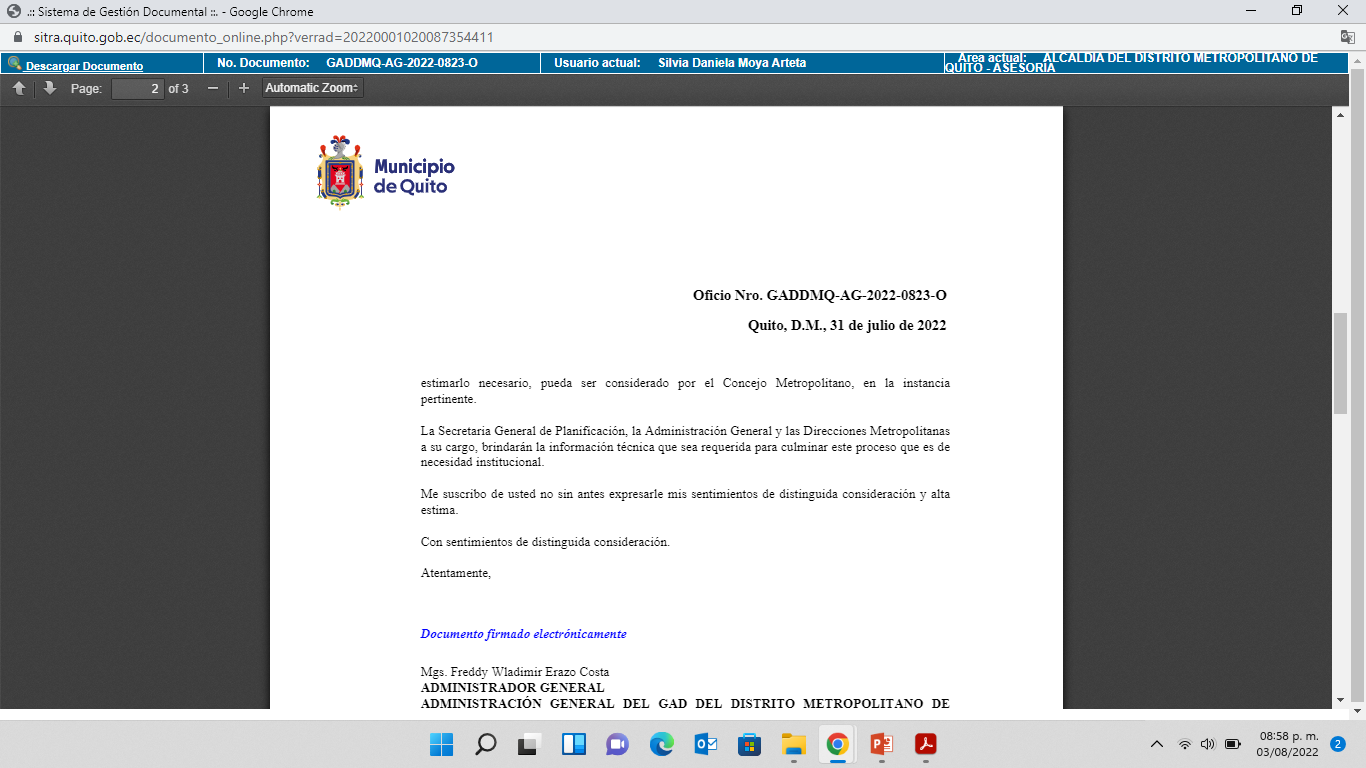 .:: Sistema de Gestión Documental ::. - Google Chrome
sitra.quito.gob.ec/documento_online.php?verrad=20220001020087354411
Descargar Documento
No. Documento: GADDMQ-AG-2022-0823-O
Usuario actual: Silvia Daniela Moya Arteta
Area actual: ALCALDÍA DEL DISTRITO METROPOLITANO DE
QUITO - ASESORÍA
Page: 2 of 3
Automatic Zoom
Municipio
de Quito
Oficio Nro. GADDMQ-AG-2022-0823-O
Quito, D.M., 31 de julio de 2022
estimarlo necesario, pueda ser considerado por el Concejo Metropolitano, en la instancia
pertinente.
La Secretaría General de Planificación, la Administración General y las Direcciones Metropolitanas
a su cargo, brindarán la información técnica que sea requerida para culminar este proceso que es de
necesidad institucional.
Me suscribo de usted no sin antes expresarle mis sentimientos de distinguida consideración y alta
estima.
Con sentimientos de distinguida consideración.
Atentamente,
Documento firmado electrónicamente
Mgs. Freddy Wladimir Erazo Costa
ADMINISTRADOR GENERAL
ADMINISTRACIÓN GENERAL DEL GAD DEL DISTRITO METROPOLITANO DE
08:58 p. m.
03/08/2022
2